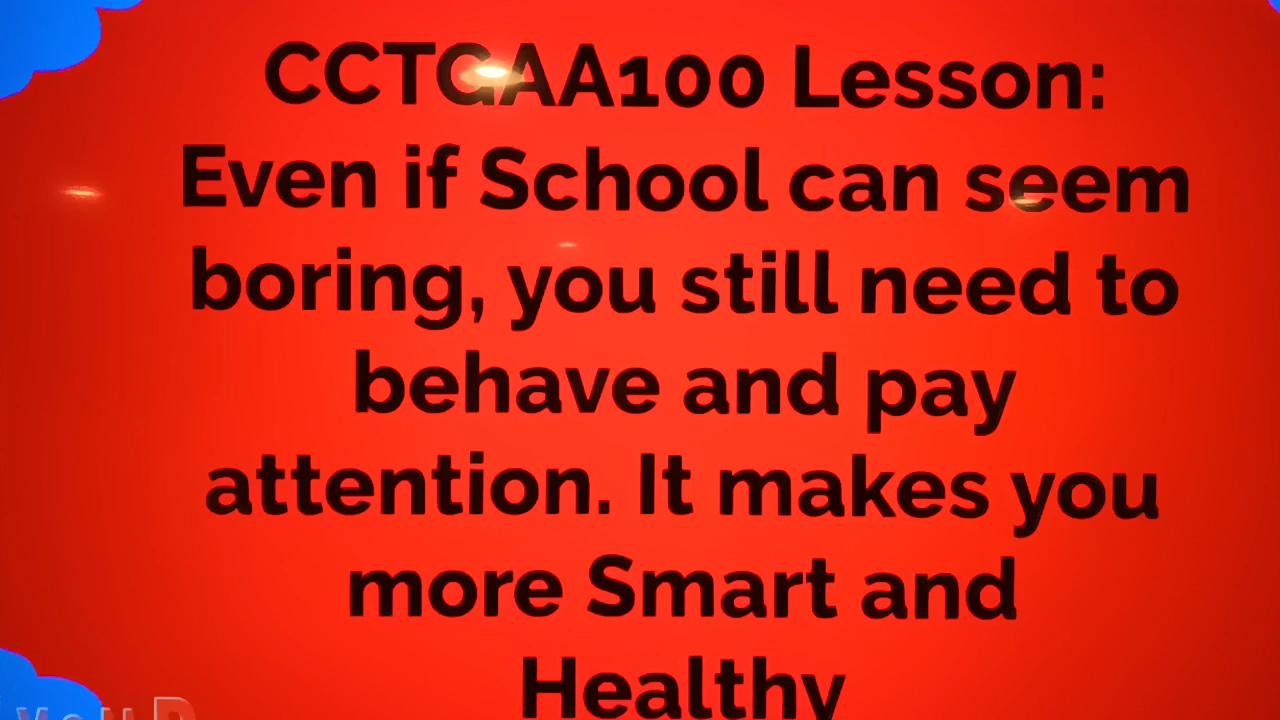 CCTGAA100 Lesson:
Even if School can seem
boring, you still need to
behave and pay
attention. It makes you
more Smart and
Healthy